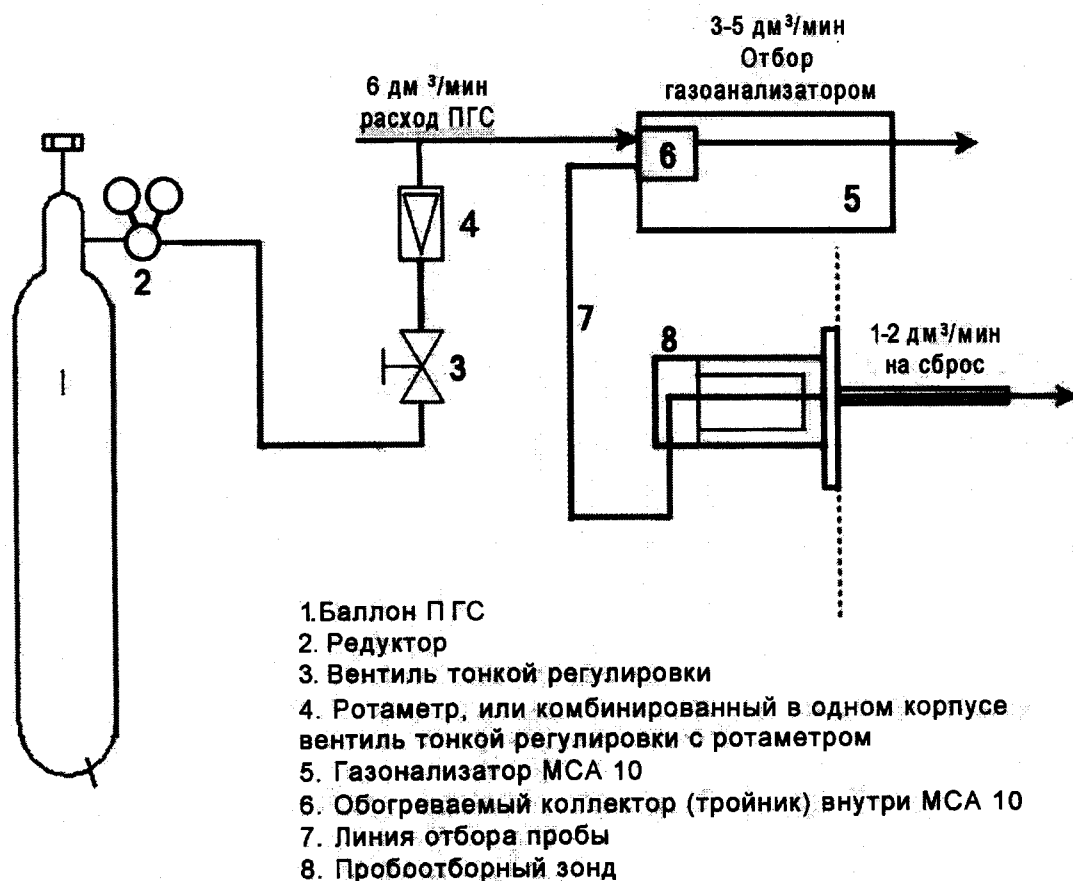 3-5 дм³/мин
Отбор
газоанализатором
6 дм ³/мин
расход ПГС
6
5
4
2
7
3
8
1-2 дм³/мин
на сброс
1
1.Баллон ПГС
2. Редуктор
3. Вентиль тонкой регулировки
4. Ротаметр, или комбинированный в одном корпусе
вентиль тонкой регулировки с ротаметром
5. Газонализатор МСА 10
6. Обогреваемый коллектор (тройник) внутри МСА 10
7. Линия отбора пробы
8. Пробоотборный зонд